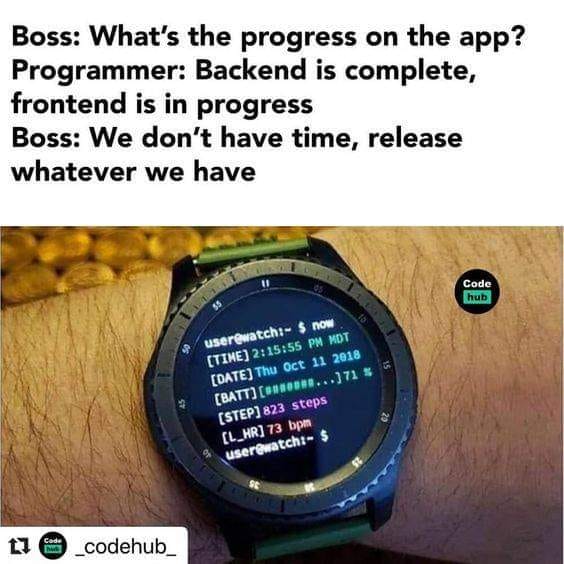 Boss: What's the progress on the app?
Programmer: Backend is complete,
frontend is in progress
Boss: We don't have time, release
whatever we have
Code
hub
user@watch:~ $ now
[TIME] 2:15:55 PM MDT
[DATE] Thu Oct 11 2018
[BATT] [#######...] 71 %
[STEP] 823 steps
[L_HR] 73 bpm
user@watch:~ $
05
10
15
20
25
35
45
50
55
Code
hub
_codehub_